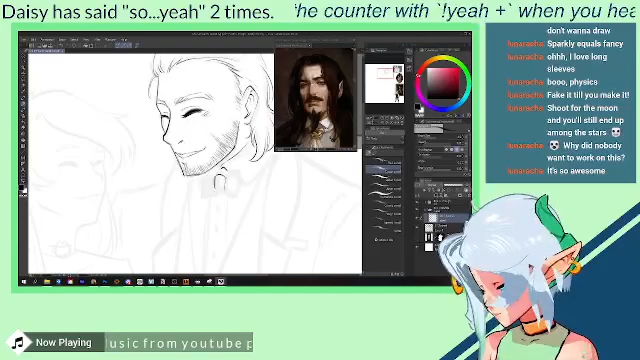 Daisy has said "so...yeah" 2 times.
he counter with `!yeah +` when you hea
don't wanna draw
lunaracha: Sparkly equals fancy
lunaracha: ohhh, I love long
sleeves
lunaracha: booo, physics
lunaracha: Fake it till you make it!
lunaracha: Shoot for the moon
and you'll still end up
among the stars
lunaracha: Why did nobody
want to work on this?
lunaracha: It's so awesome
Now Playing
usic from youtube p